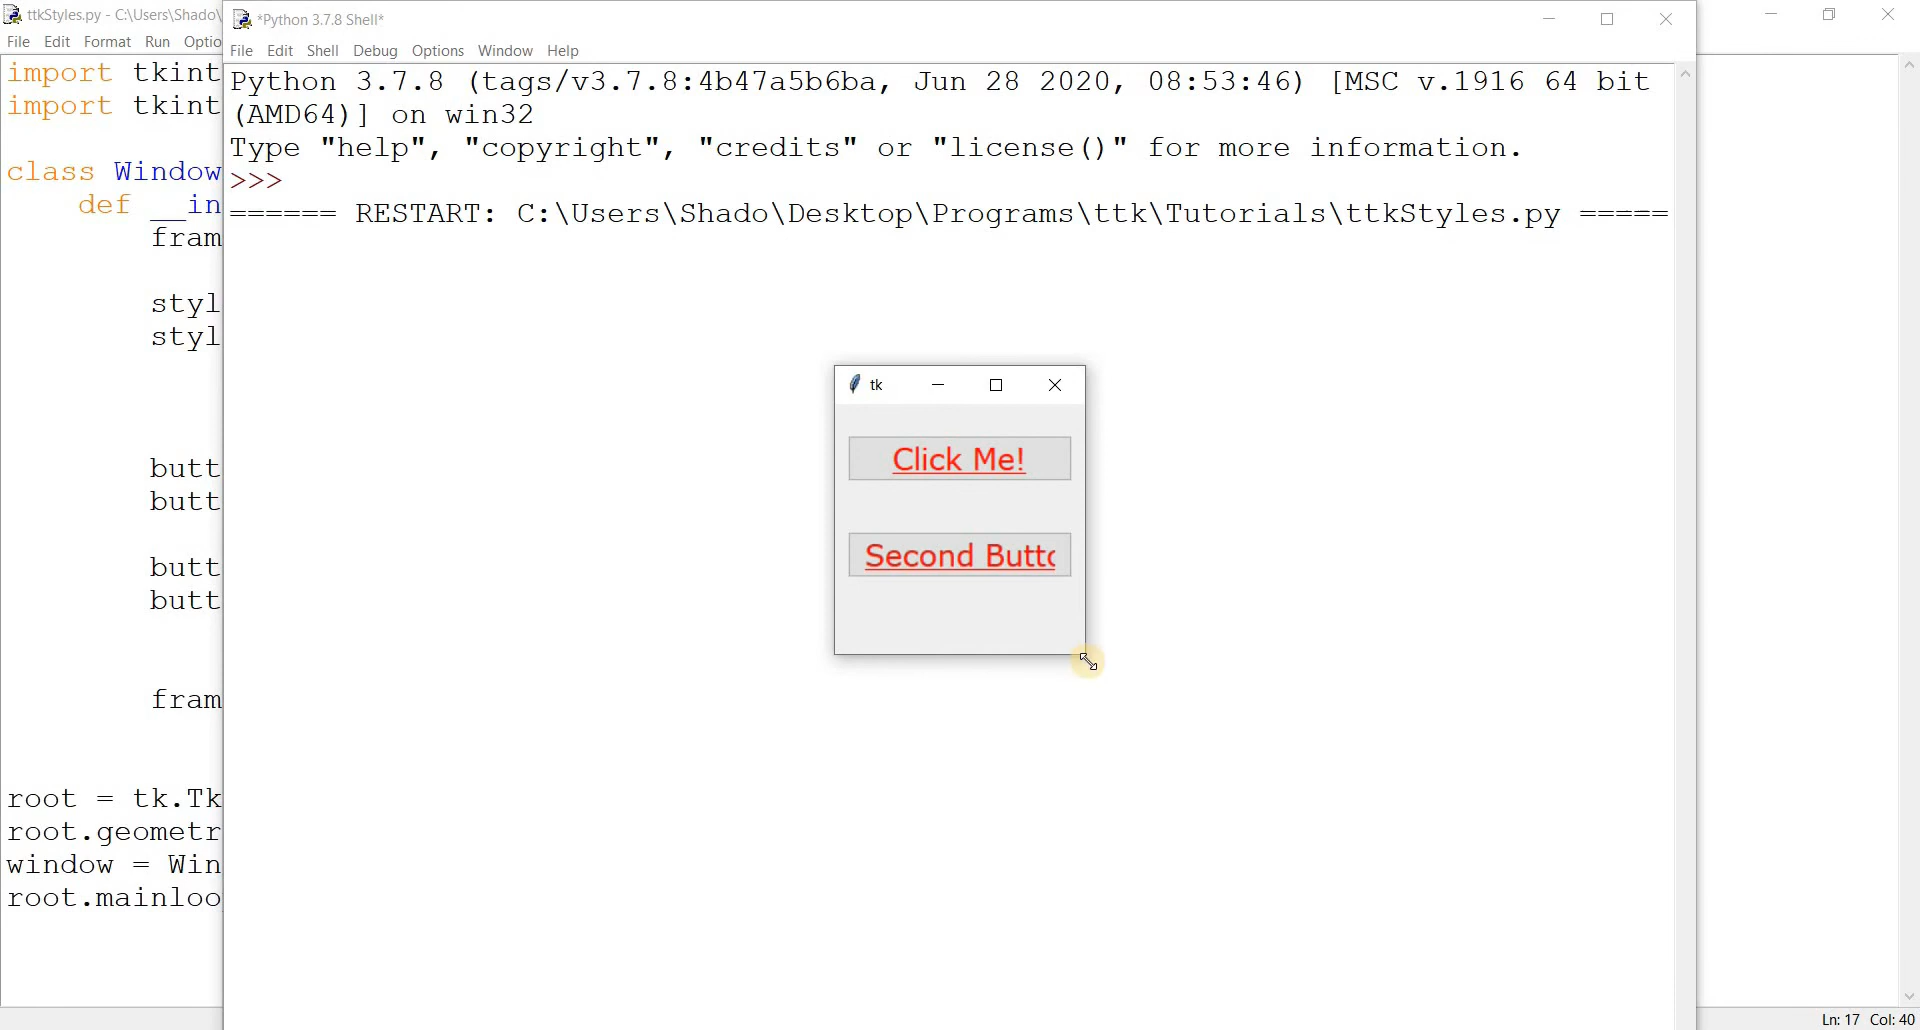 ttkStyles.py - C:\Users\Shado\
File Edit Format Run Optio
import tkint
import tkint
class Window
def __in
fram
styl
styl
butt
butt
butt
butt
fram
root = tk.Tk
root.geometr
window = Win
root.mainloo
*Python 3.7.8 Shell*
File Edit Shell Debug Options Window Help
Python 3.7.8 (tags/v3.7.8:4b47a5b6ba, Jun 28 2020, 08:53:46) [MSC v.1916 64 bit
(AMD64)] on win32
Type "help", "copyright", "credits" or "license()" for more information.
>>>
====== RESTART: C:\Users\Shado\Desktop\Programs\ttk\Tutorials\ttkStyles.py =====
tk
Click Me!
Second Butto
Ln: 17 Col: 40